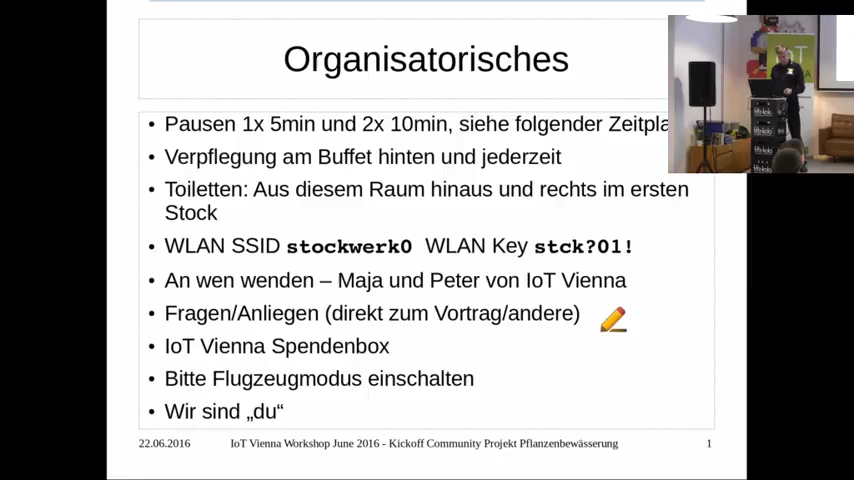 Organisatorisches
• Pausen 1x 5min und 2x 10min, siehe folgender
• Verpflegung am Buffet hinten und jederzeit
• Toiletten: Aus diesem Raum hinaus und rechts im ersten
Stock
• WLAN SSID stockwerk0 WLAN Key stck?01!
• An wen wenden – Maja und Peter von IoT Vienna
• Fragen/Anliegen (direkt zum Vortrag/andere)
• IoT Vienna Spendenbox
• Bitte Flugzeugmodus einschalten
• Wir sind „du“
22.06.2016 IoT Vienna Workshop June 2016 - Kickoff Community Projekt Pflanzenbewässerung 1